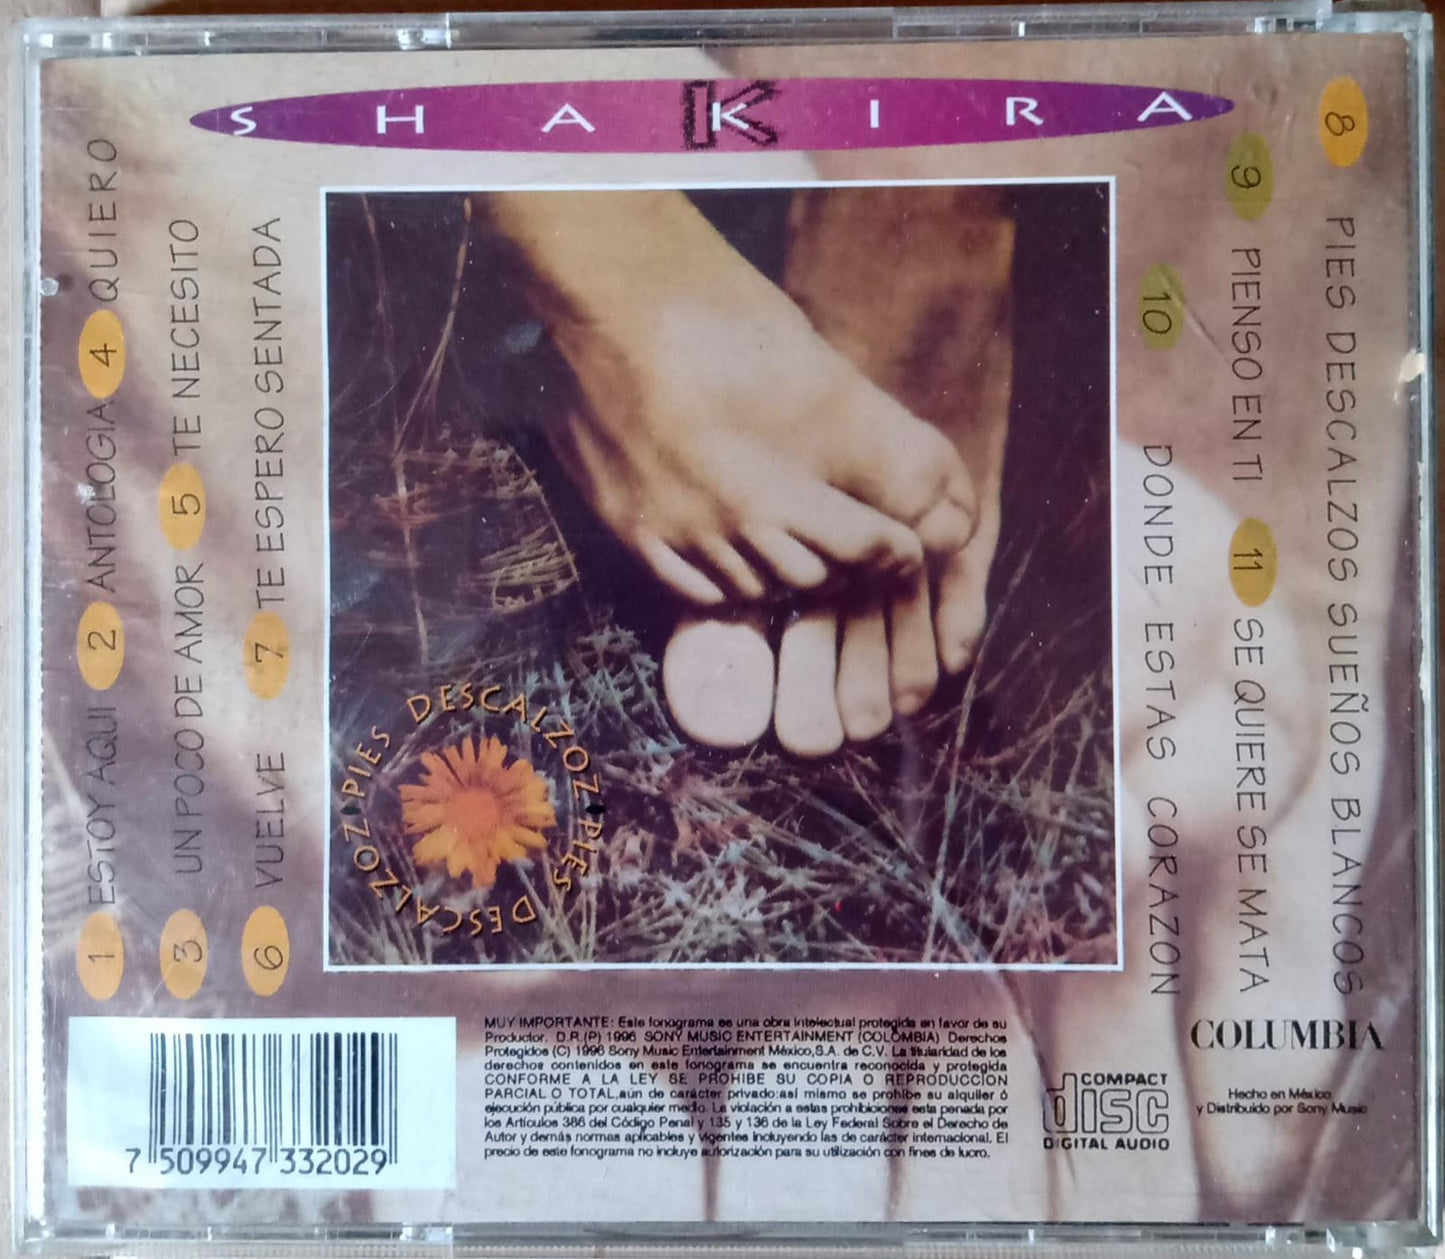 SHAKIRA
1 ESTOY AQUI 2 ANTOLOGIA 4 QUIERO
3 UN POCO DE AMOR 5 TE NECESITO
6 VUELVE 7 TE ESPERO SENTADA
8 PIES DESCALZOS SUEÑOS BLANCOS
9 PIENSO EN TI 11 SE QUIERE SE MATA
10 DONDE ESTAS CORAZON
PIES DESCALZOZ • PIES DESCALZOZ •
7 509947 332029
MUY IMPORTANTE: Este fonograma es una obra intelectual protegida en favor de su
Productor. D.R.(P) 1996 SONY MUSIC ENTERTAINMENT (COLOMBIA) Derechos
Protegidos (C) 1996 Sony Music Entertainment México,S.A. de C.V. La titularidad de los
derechos contenidos en este fonograma se encuentra reconocida y protegida
CONFORME A LA LEY SE PROHIBE SU COPIA O REPRODUCCION
PARCIAL O TOTAL,aún de carácter privado:así mismo se prohíbe su alquiler ó
ejecución pública por cualquier medio. La violación a estas prohibiciones esta penada por
los Artículos 386 del Código Penal y 135 y 136 de la Ley Federal Sobre el Derecho de
Autor y demás normas aplicables y vigentes incluyendo las de carácter internacional. El
precio de este fonograma no incluye autorización para su utilización con fines de lucro.
COMPACT
disc
DIGITAL AUDIO
COLUMBIA
Hecho en México
y Distribuido por Sony Music